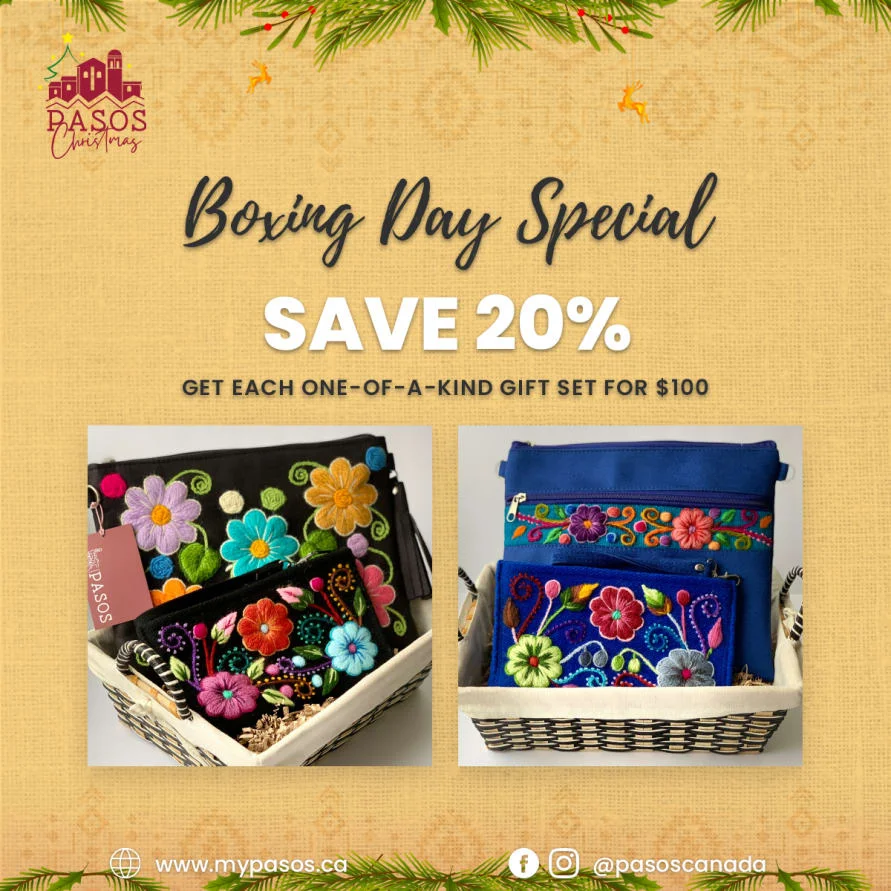 PASOS
Christmas
Boxing Day Special
SAVE 20%
GET EACH ONE-OF-A-KIND GIFT SET FOR $100
PASOS
www.mypasos.ca
@pasoscanada